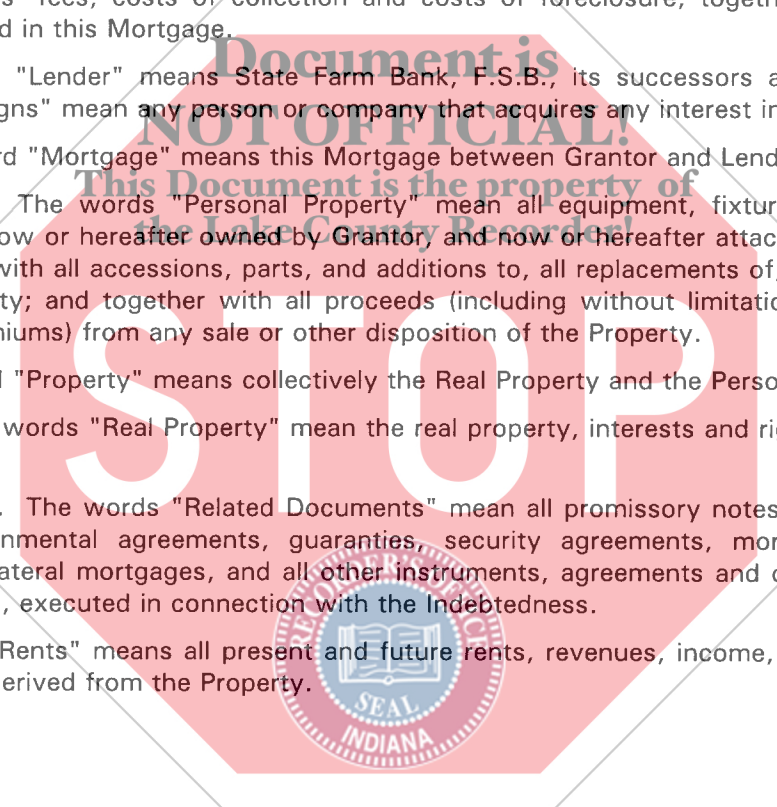 fees, costs of collection and costs of foreclosure,
d in this Mortgage.
Document is
"Lender" means State Farm Bank, F.S.B., its successors a
gns" mean any person or company that acquires any interest in
NOT OFFICIAL!
rd "Mortgage" means this Mortgage between Grantor and Lend
This Document is the property of
The words "Personal Property" mean all equipment, fixtur
the Lake County Recorder!
ow or hereafter owned by Grantor, and now or hereafter attac
with all accessions, parts, and additions to, all replacements of,
ty; and together with all proceeds (including without limitatio
niums) from any sale or other disposition of the Property.
STOP
"Property" means collectively the Real Property and the Perso
words "Real Property" mean the real property, interests and rig
. The words "Related Documents" mean all promissory notes
nmental agreements, guaranties, security agreements, mor
ateral mortgages, and all other instruments, agreements and
, executed in connection with the Indebtedness.
Rents" means all present and future rents, revenues, income,
erived from the Property.
RECORDER'S OFFICE
SEAL
INDIANA